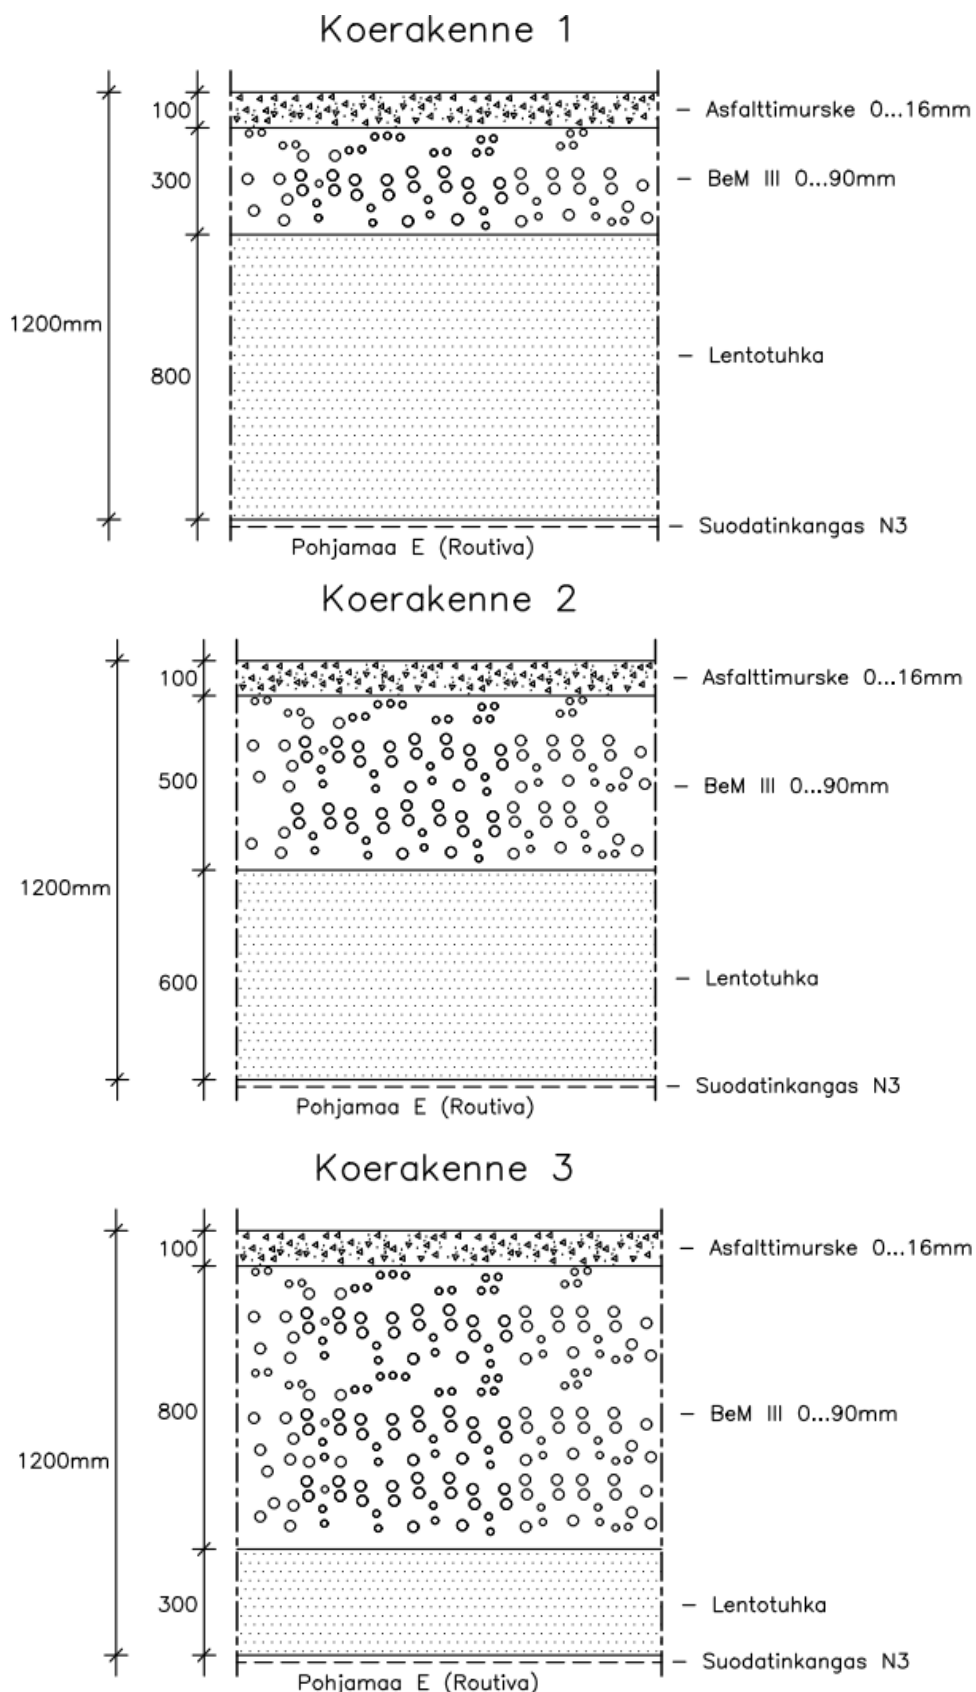 Koerakenne 1
100
Asfalttimurske 0...16mm
300
BeM III 0...90mm
1200mm
800
Lentotuhka
Suodatinkangas N3
Pohjamaa E (Routiva)
Koerakenne 2
100
Asfalttimurske 0...16mm
500
BeM III 0...90mm
1200mm
600
Lentotuhka
Suodatinkangas N3
Pohjamaa E (Routiva)
Koerakenne 3
100
Asfalttimurske 0...16mm
800
BeM III 0...90mm
1200mm
300
Lentotuhka
Suodatinkangas N3
Pohjamaa E (Routiva)